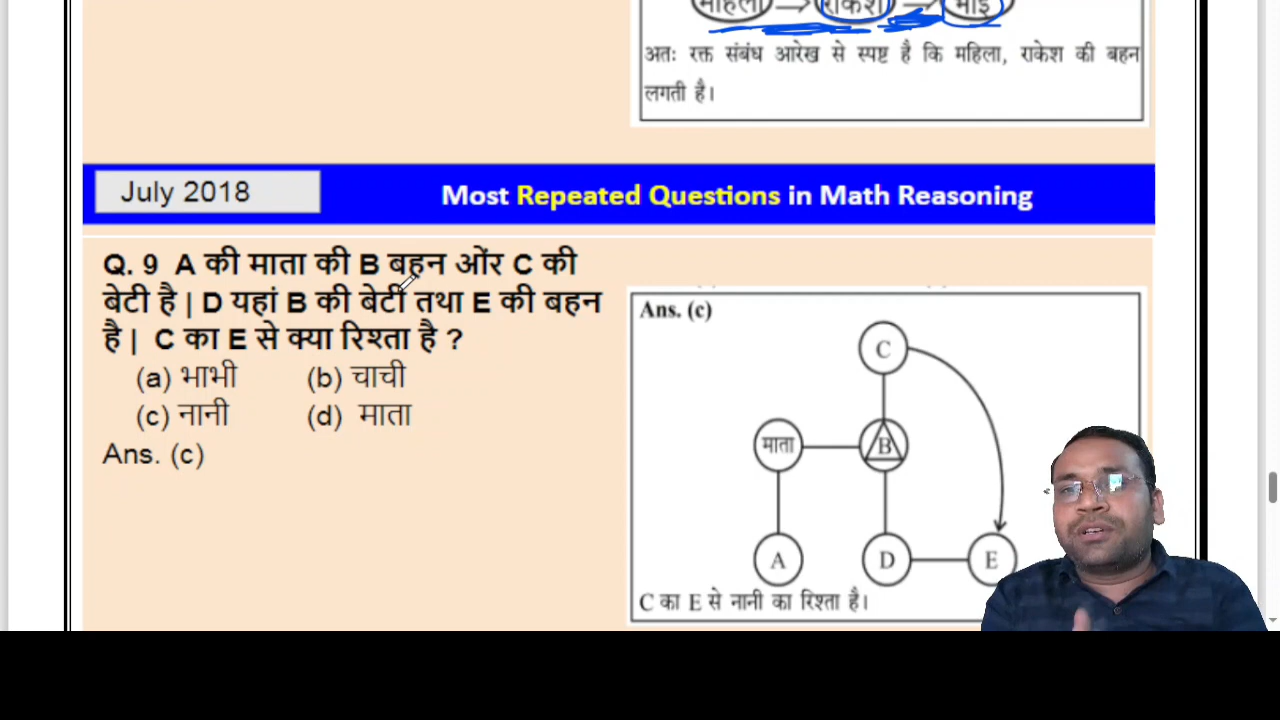 महिला राकेश भाई
अतः रक्त संबंध आरेख से स्पष्ट है कि महिला, राकेश की बहन
लगती है।
July 2018
Most Repeated Questions in Math Reasoning
Q. 9 A की माता की B बहन ओंर C की
बेटी है | D यहां B की बेटी तथा E की बहन
है | C का E से क्या रिश्ता है ?
(a) भाभी (b) चाची
(c) नानी (d) माता
Ans. (c)
Ans. (c)
C
माता B
A D E
C का E से नानी का रिश्ता है।